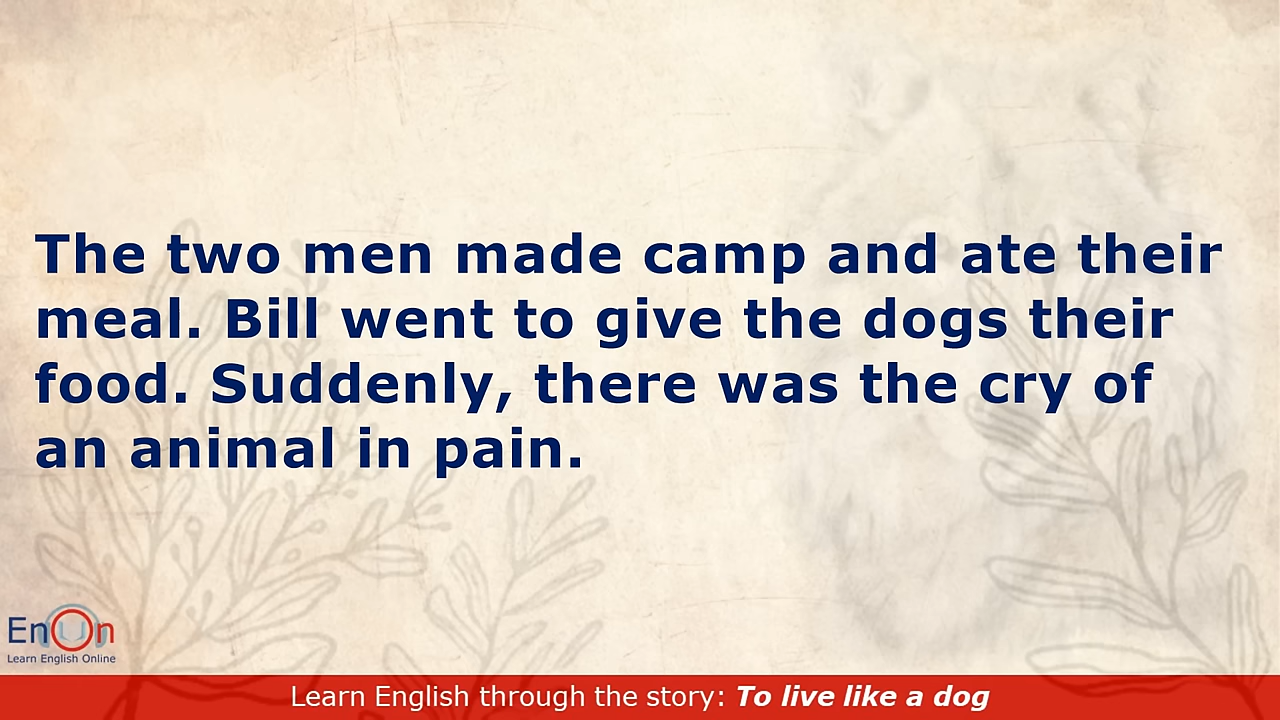 The two men made camp and ate their
meal. Bill went to give the dogs their
food. Suddenly, there was the cry of
an animal in pain.
EnOn
Learn English Online
Learn English through the story: To live like a dog